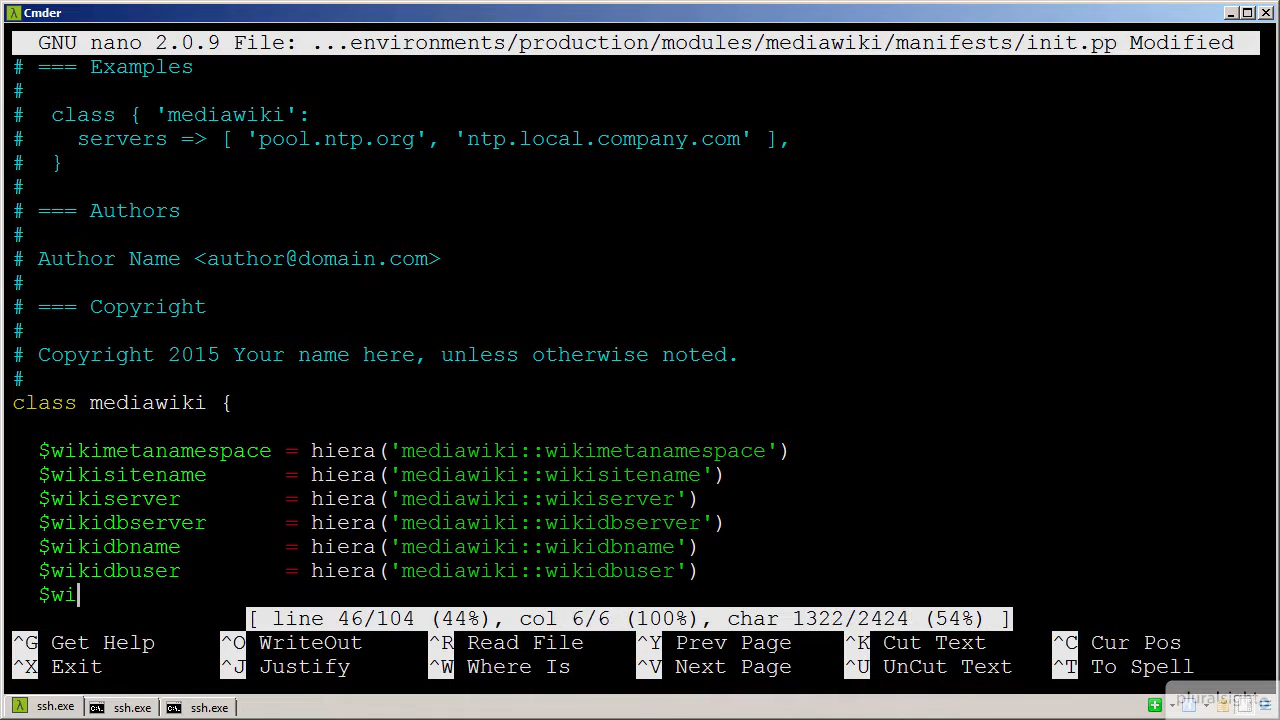 Cmder
GNU nano 2.0.9 File: ...environments/production/modules/mediawiki/manifests/init.pp Modified
# === Examples
#
#  class { 'mediawiki':
#    servers => [ 'pool.ntp.org', 'ntp.local.company.com' ],
#  }
#
# === Authors
#
# Author Name <author@domain.com>
#
# === Copyright
#
# Copyright 2015 Your name here, unless otherwise noted.
#
class mediawiki {
$wikimetanamespace = hiera('mediawiki::wikimetanamespace')
$wikisitename      = hiera('mediawiki::wikisitename')
$wikiserver        = hiera('mediawiki::wikiserver')
$wikidbserver      = hiera('mediawiki::wikidbserver')
$wikidbname        = hiera('mediawiki::wikidbname')
$wikidbuser        = hiera('mediawiki::wikidbuser')
$wi
[ line 46/104 (44%), col 6/6 (100%), char 1322/2424 (54%) ]
^G Get Help ^O WriteOut ^R Read File ^Y Prev Page ^K Cut Text ^C Cur Pos
^X Exit ^J Justify ^W Where Is ^V Next Page ^U UnCut Text ^T To Spell
ssh.exe ssh.exe ssh.exe
pluralsight